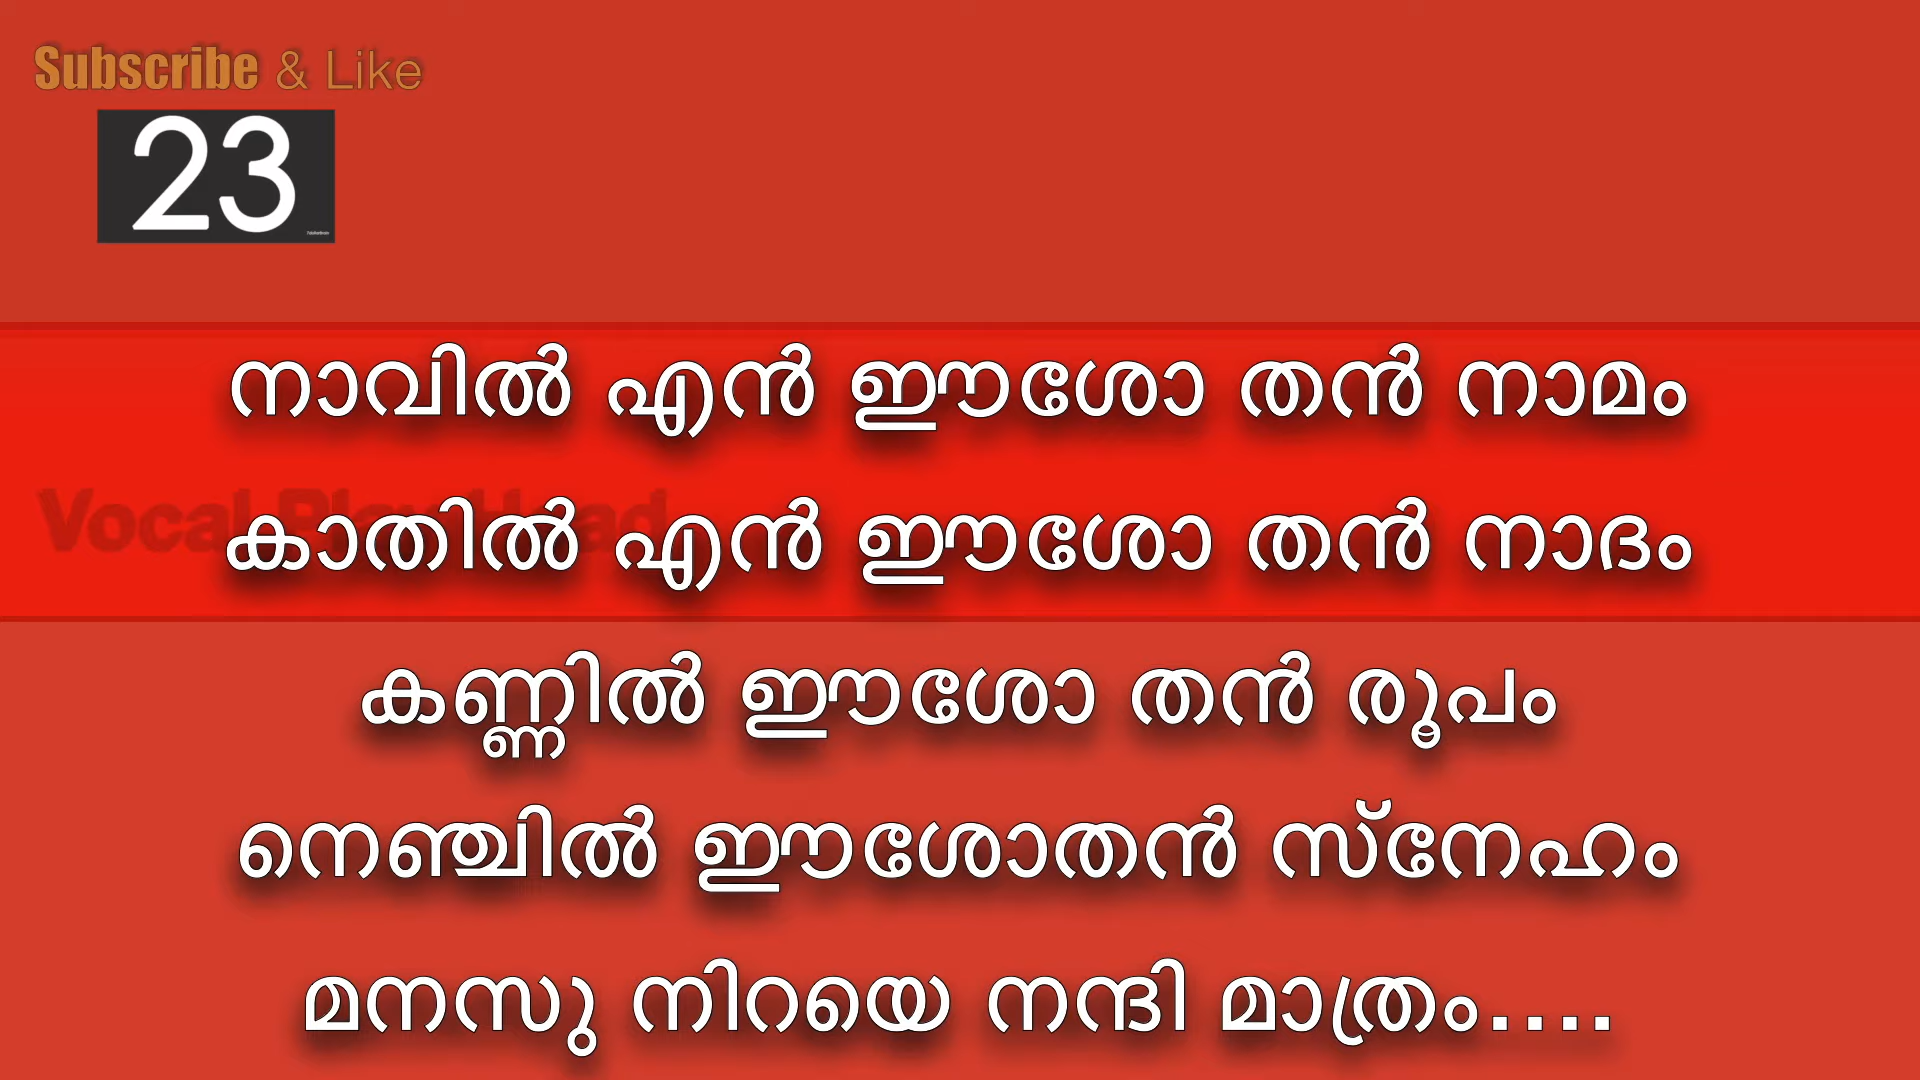 Subscribe & Like
23
നാവിൽ എൻ ഈശോ തൻ നാമം
കാതിൽ എൻ ഈശോ തൻ നാദം
കണ്ണിൽ ഈശോ തൻ രൂപം
നെഞ്ചിൽ ഈശോതൻ സ്നേഹം
മനസു നിറയെ നന്ദി മാത്രം....